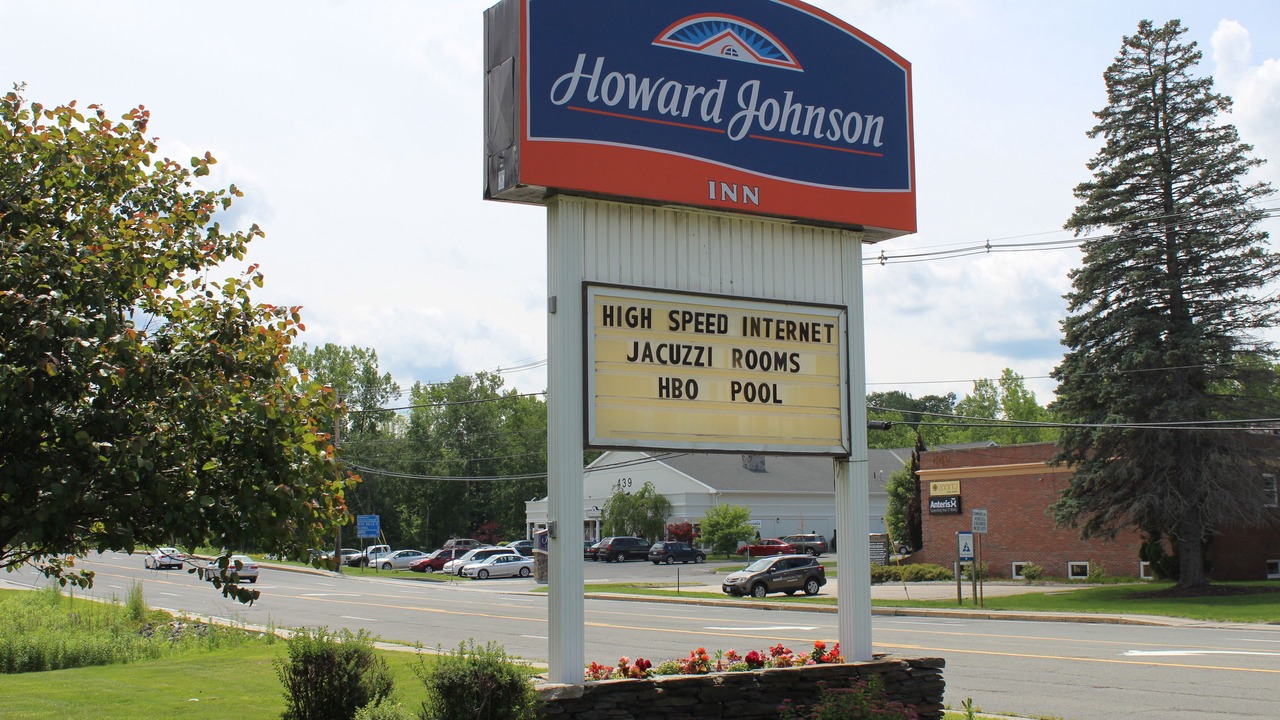 Howard Johnson
INN
HIGH SPEED INTERNET
JACUZZI ROOMS
HBO POOL
439
AnterisX